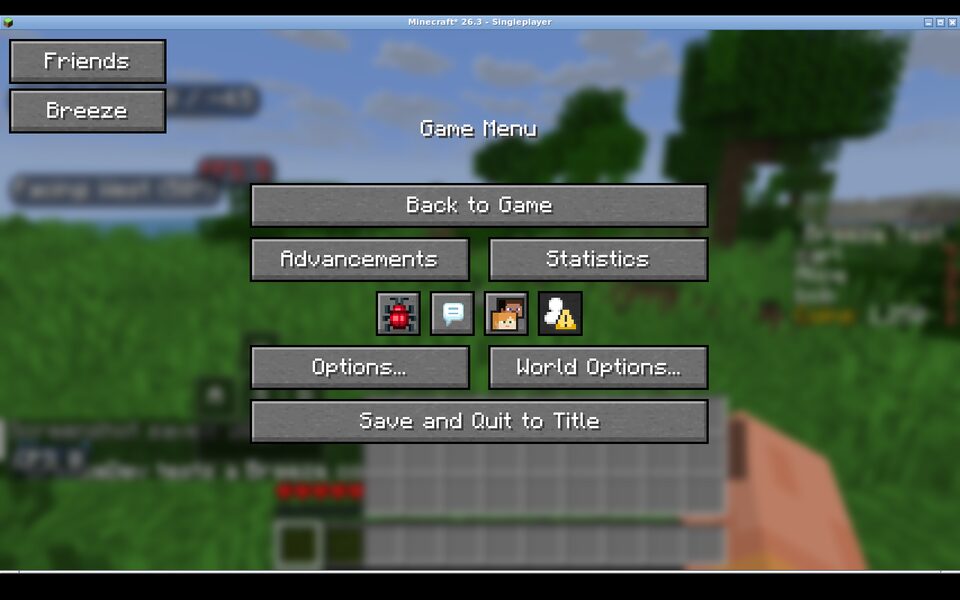 Minecraft* 26.3 - Singleplayer
Friends
Breeze
Game Menu
Back to Game
Advancements
Statistics
Options...
World Options...
Save and Quit to Title